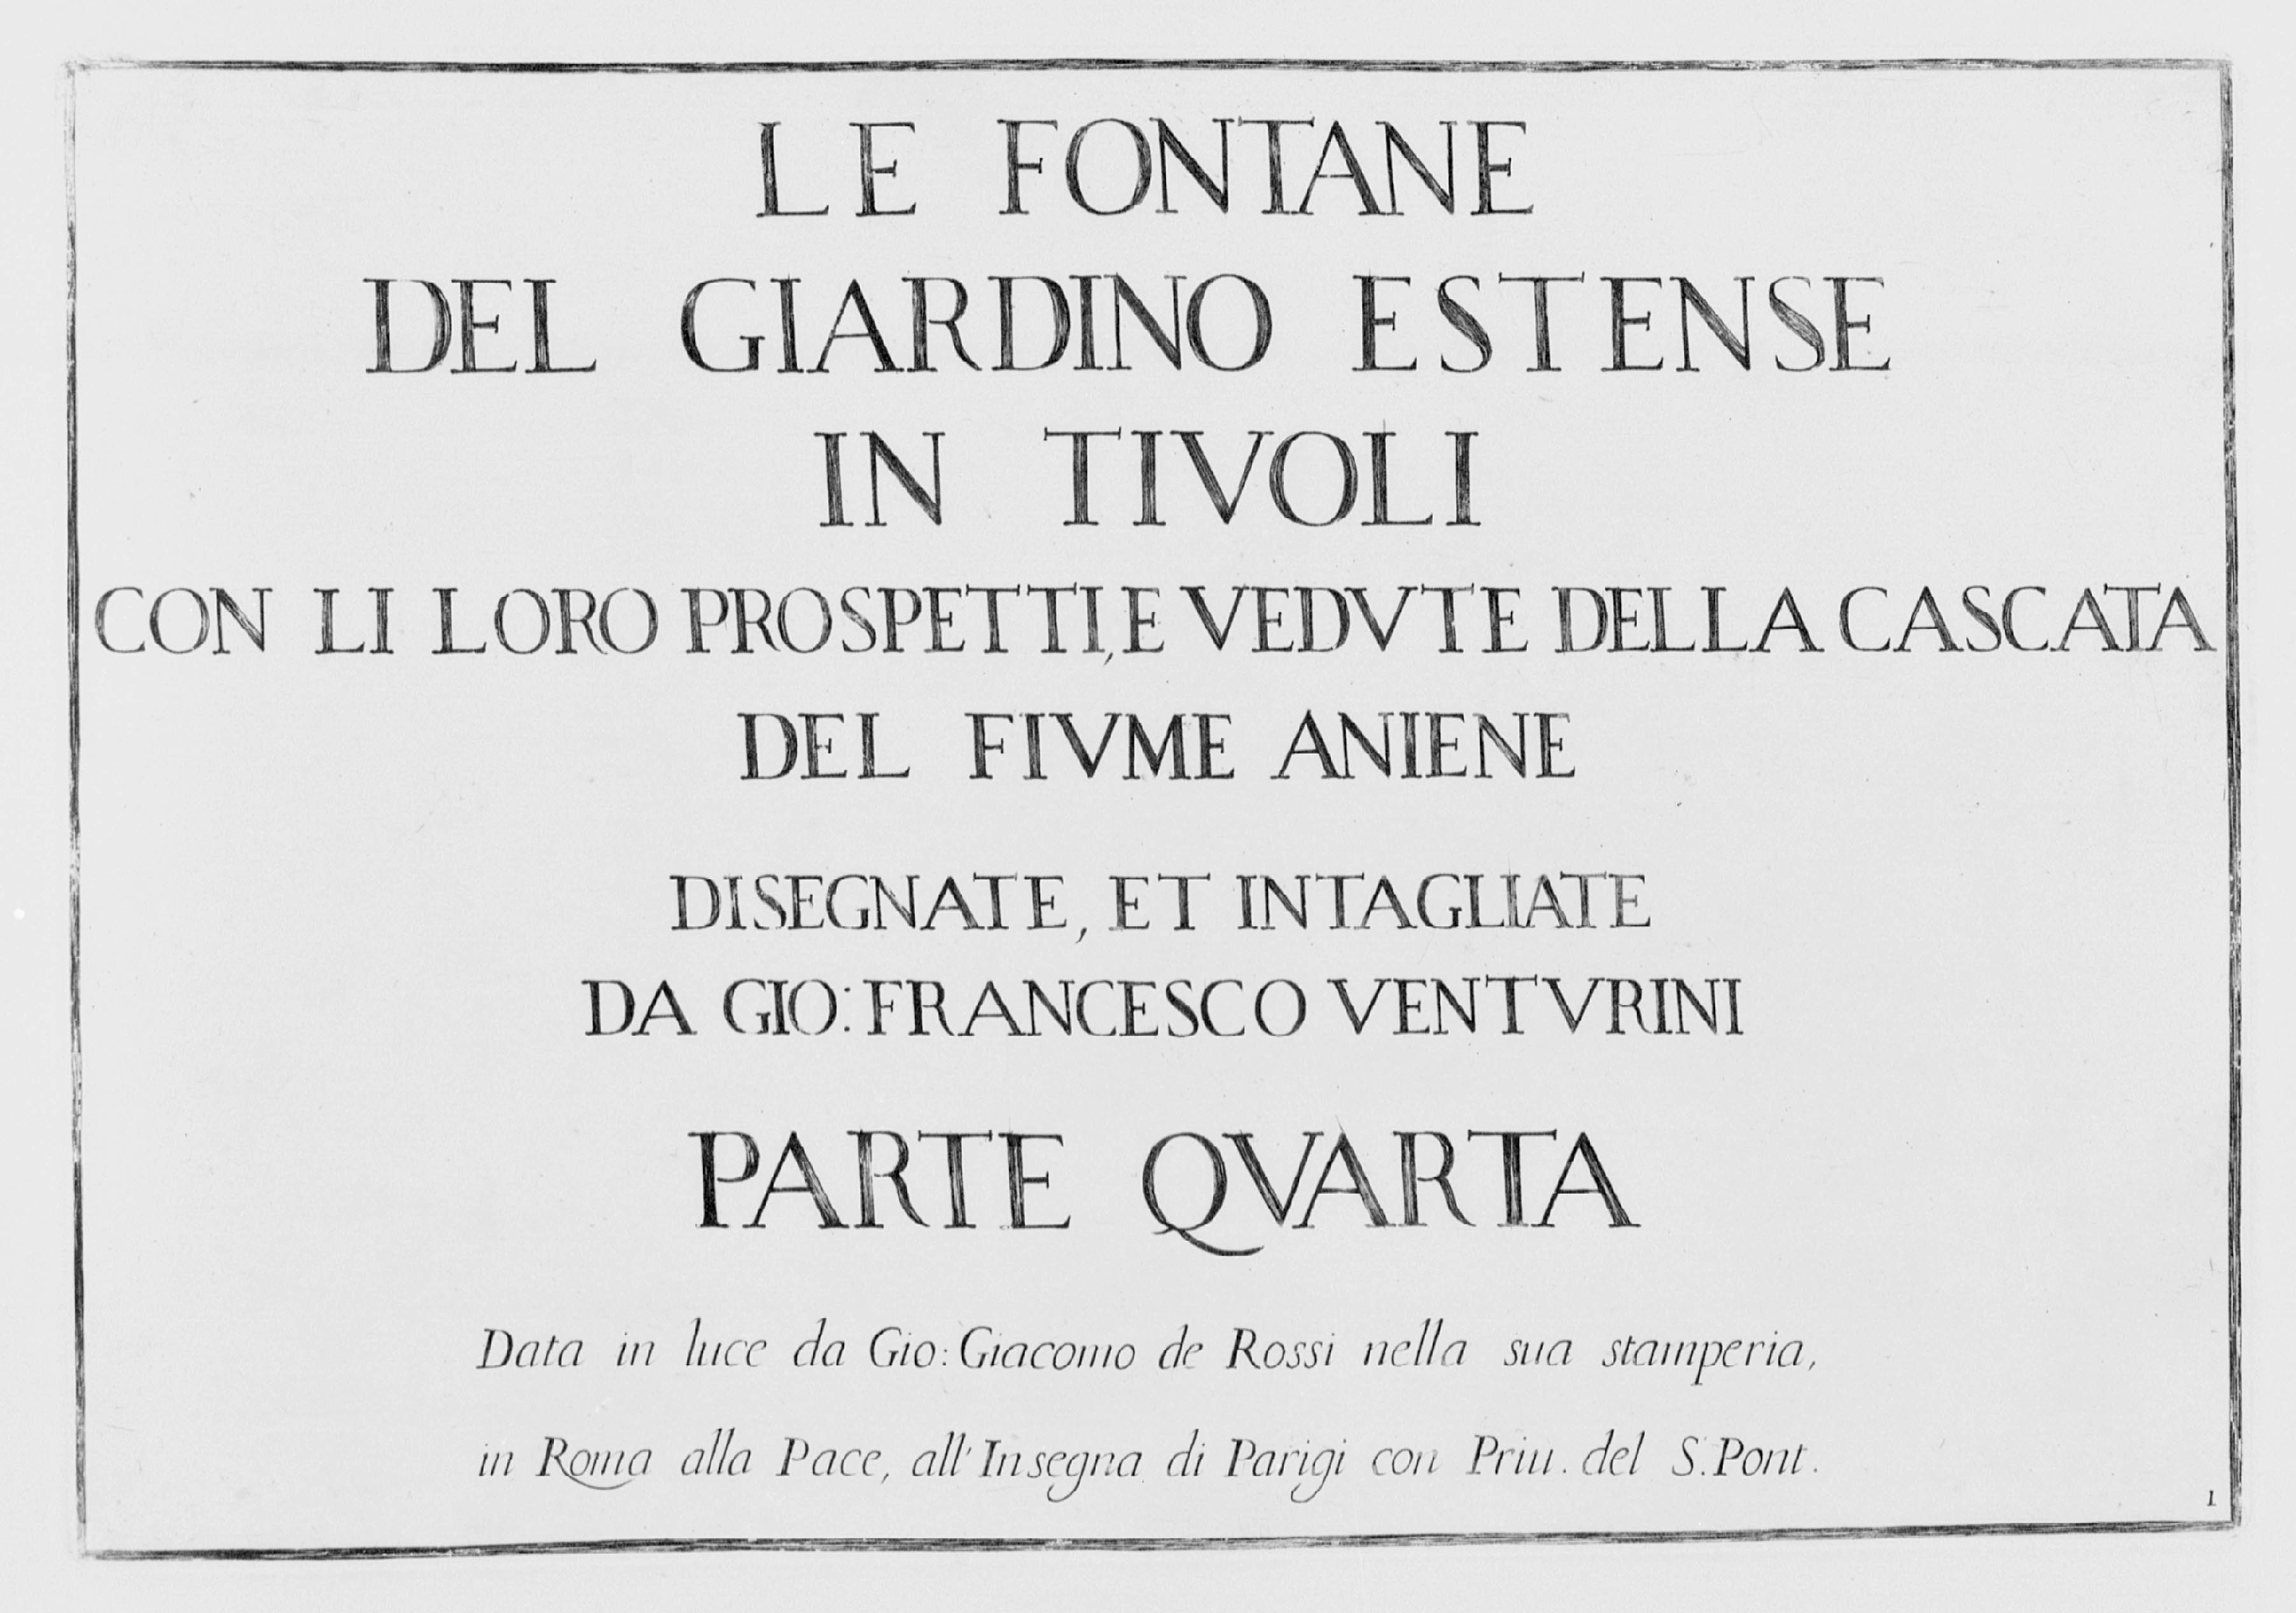 LE FONTANE
DEL GIARDINO ESTENSE
IN TIVOLI
CON LI LORO PROSPETTI, E VEDVTE DELLA CASCATA
DEL FIVME ANIENE
DISEGNATE, ET INTAGLIATE
DA GIO: FRANCESCO VENTVRINI
PARTE QVARTA
Data in luce da Gio: Giacomo de Rossi nella sua stamperia,
in Roma alla Pace, all'Insegna di Parigi con Priu. del S. Pont.
1